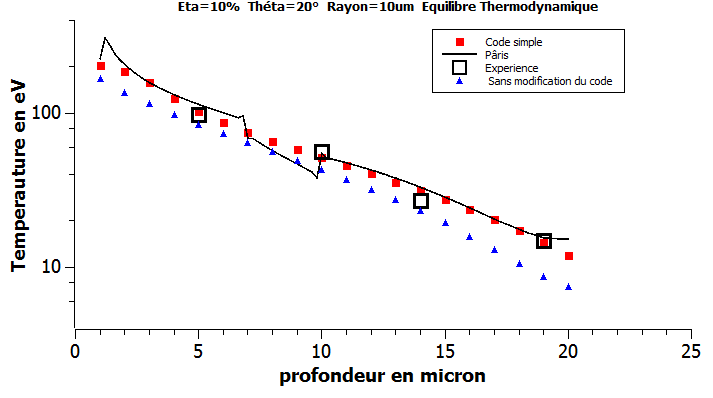 Eta=10% Théta=20° Rayon=10um Equilibre Thermodynamique
Code simple
Pâris
Experience
Sans modification du code
Temperauture en eV
100
10
0
5
10
15
20
25
profondeur en micron